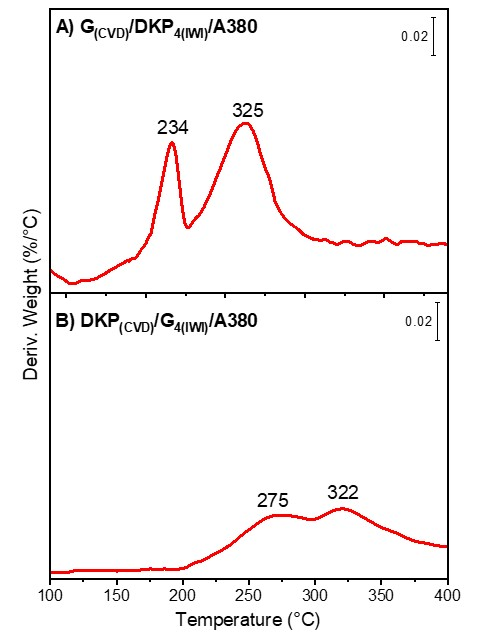 A) G(CVD)/DKP4(IWI)/A380
0.02
234
325
Deriv. Weight (%/°C)
B) DKP(CVD)/G4(IWI)/A380
0.02
275
322
100 150 200 250 300 350 400
Temperature (°C)